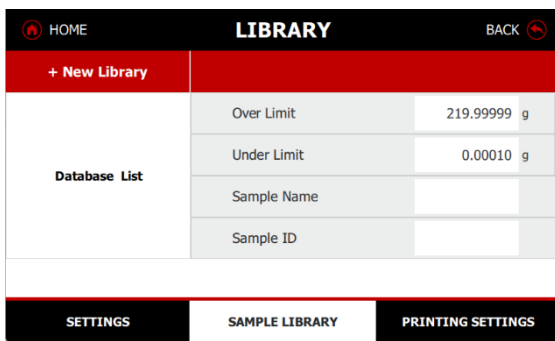 HOME LIBRARY BACK
+ New Library
Over Limit 219.99999 g
Under Limit 0.00010 g
Database List
Sample Name
Sample ID
SETTINGS SAMPLE LIBRARY PRINTING SETTINGS